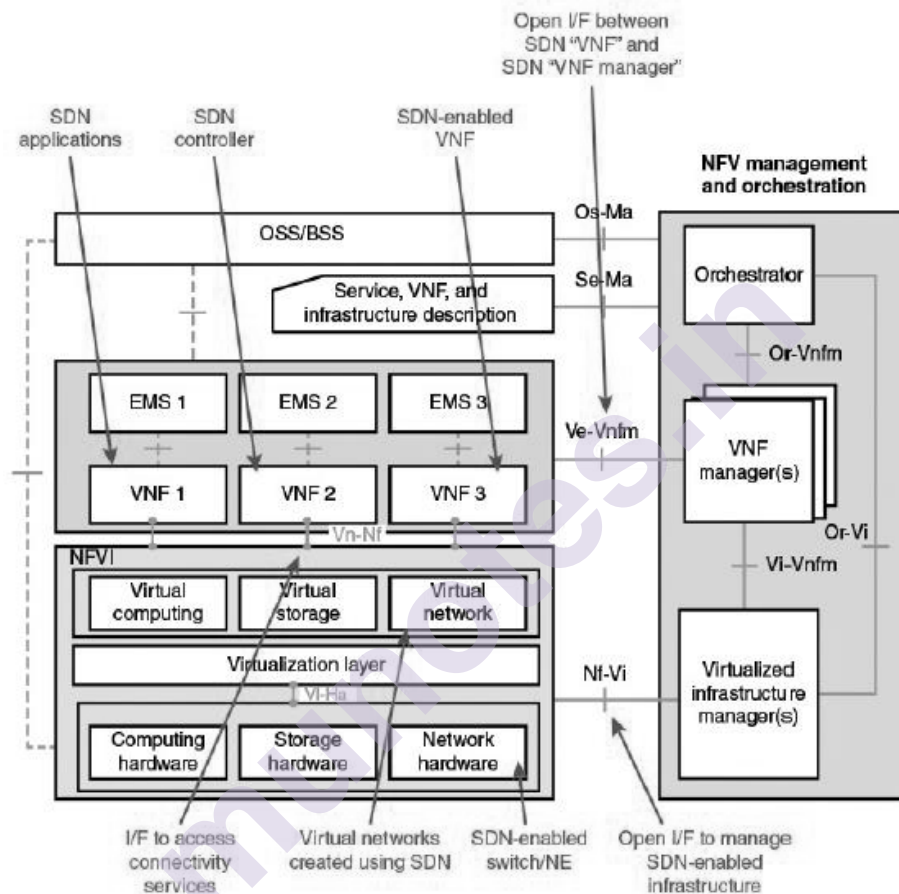 Open I/F between
SDN "VNF" and
SDN "VNF manager"
SDN
applications
SDN
controller
SDN-enabled
VNF
NFV management
and orchestration
OSS/BSS
Os-Ma
Orchestrator
Service, VNF, and
infrastructure description
Se-Ma
Or-Vnfm
EMS 1
EMS 2
EMS 3
Ve-Vnfm
VNF
manager(s)
VNF 1
VNF 2
VNF 3
Vn-Nf
Or-Vi
NFVI
Vi-Vnfm
Virtual
computing
Virtual
storage
Virtual
network
Virtualization layer
Vl-Ha
Nf-Vi
Virtualized
infrastructure
manager(s)
Computing
hardware
Storage
hardware
Network
hardware
I/F to access
connectivity
services
Virtual networks
created using SDN
SDN-enabled
switch/NE
Open I/F to manage
SDN-enabled
infrastructure
munotes.in